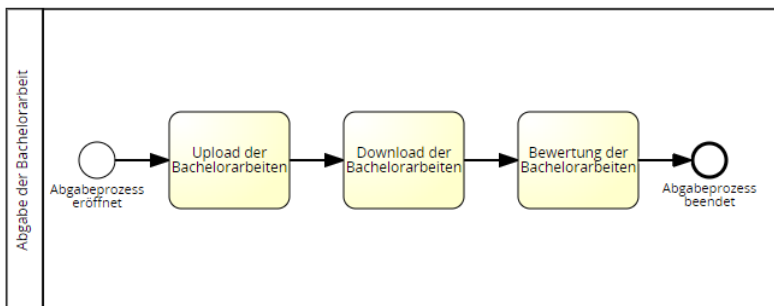 Abgabe der Bachelorarbeit
Abgabeprozess
eröffnet
Upload der
Bachelorarbeiten
Download der
Bachelorarbeiten
Bewertung der
Bachelorarbeiten
Abgabeprozess
beendet